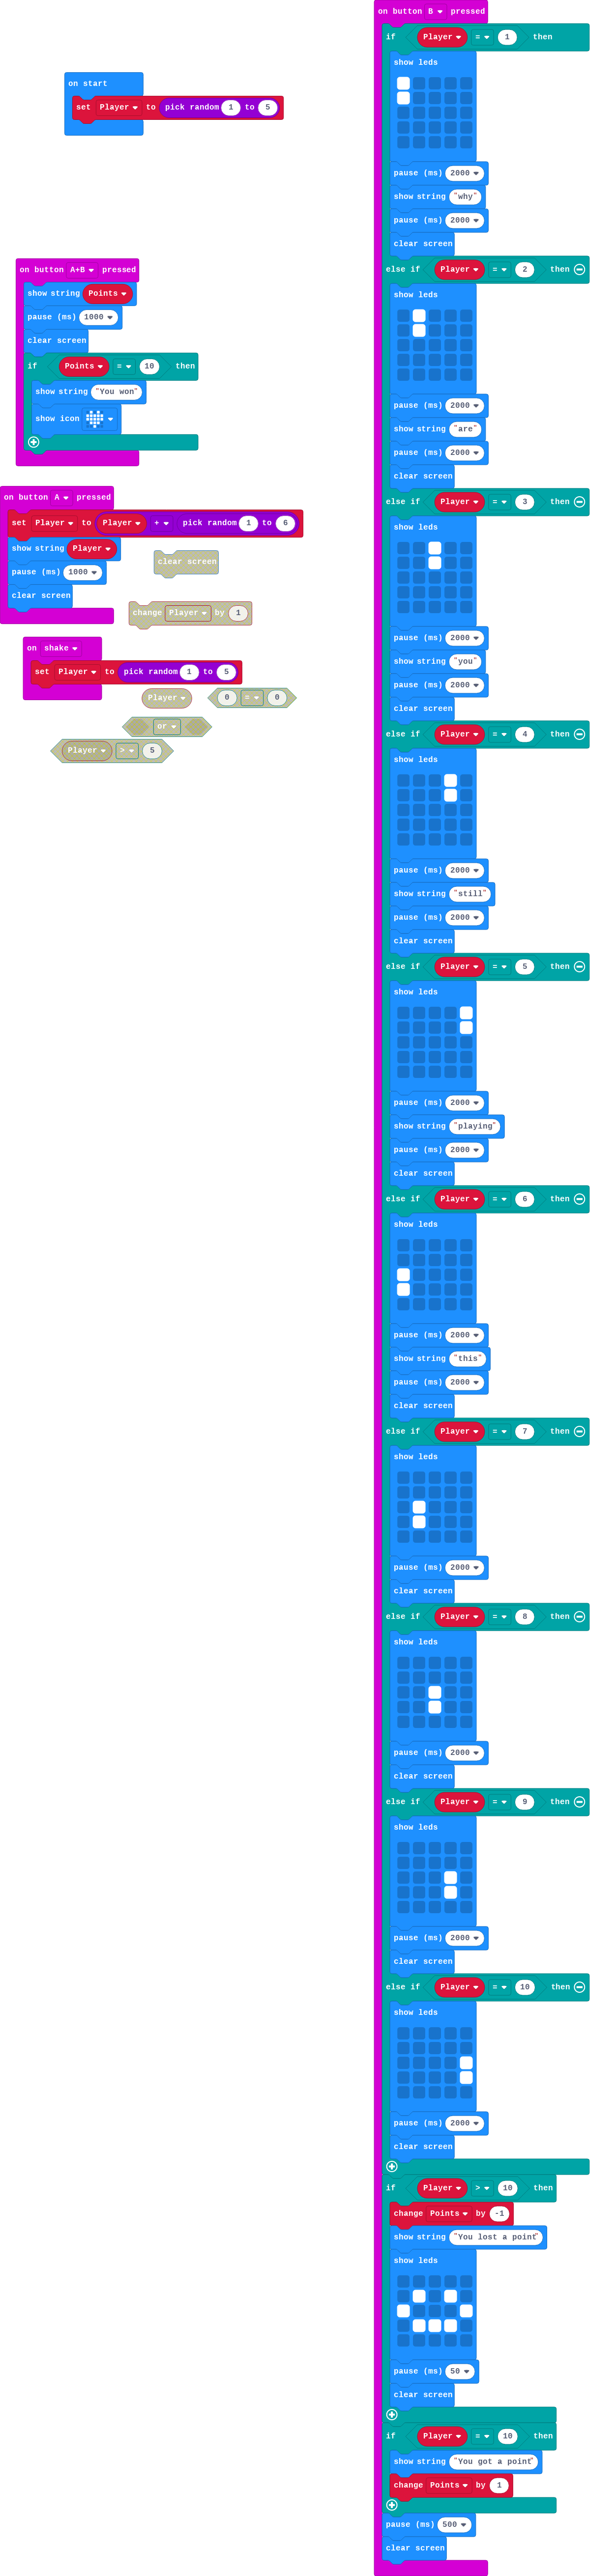 on start
set Player to pick random 1 to 5
on button A+B pressed
show string Points
pause (ms) 1000
clear screen
if Points = 10 then
show string "You won"
show icon
on button A pressed
set Player to Player + pick random 1 to 6
show string Player
pause (ms) 1000
clear screen
clear screen
change Player by 1
on shake
set Player to pick random 1 to 5
Player
0 = 0
or
Player > 5
on button B pressed
if Player = 1 then
show leds
pause (ms) 2000
show string "why"
pause (ms) 2000
clear screen
else if Player = 2 then
show leds
pause (ms) 2000
show string "are"
pause (ms) 2000
clear screen
else if Player = 3 then
show leds
pause (ms) 2000
show string "you"
pause (ms) 2000
clear screen
else if Player = 4 then
show leds
pause (ms) 2000
show string "still"
pause (ms) 2000
clear screen
else if Player = 5 then
show leds
pause (ms) 2000
show string "playing"
pause (ms) 2000
clear screen
else if Player = 6 then
show leds
pause (ms) 2000
show string "this"
pause (ms) 2000
clear screen
else if Player = 7 then
show leds
pause (ms) 2000
clear screen
else if Player = 8 then
show leds
pause (ms) 2000
clear screen
else if Player = 9 then
show leds
pause (ms) 2000
clear screen
else if Player = 10 then
show leds
pause (ms) 2000
clear screen
if Player > 10 then
change Points by -1
show string "You lost a point"
show leds
pause (ms) 50
clear screen
if Player = 10 then
show string "You got a point"
change Points by 1
pause (ms) 500
clear screen